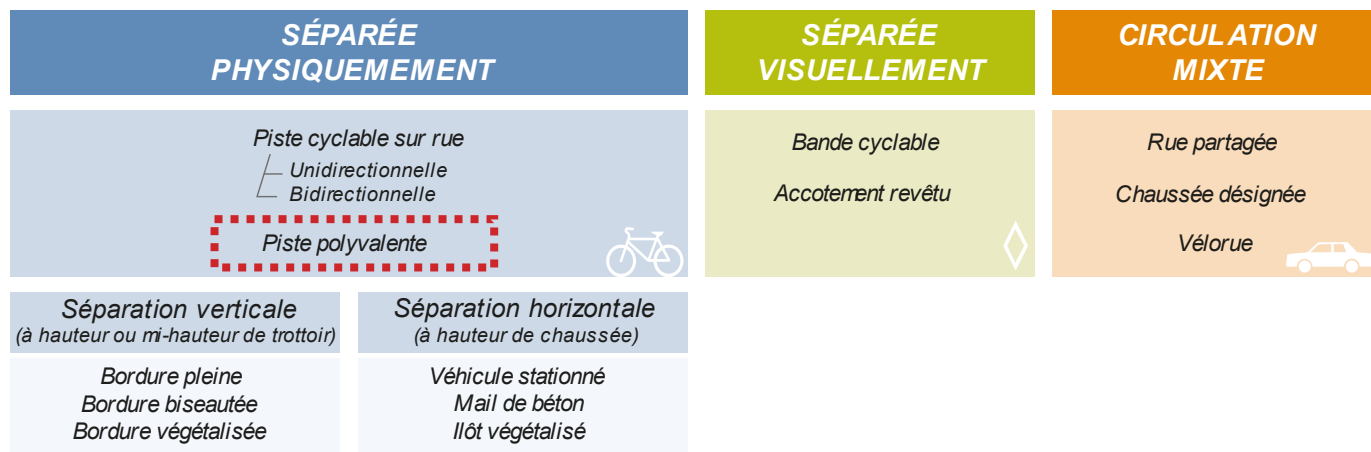 SÉPARÉE
PHYSIQUEMEMENT
Piste cyclable sur rue
Unidirectionnelle
Bidirectionnelle
Piste polyvalente
Séparation verticale
(à hauteur ou mi-hauteur de trottoir)
Bordure pleine
Bordure biseautée
Bordure végétalisée
Séparation horizontale
(à hauteur de chaussée)
Véhicule stationné
Mail de béton
Ilôt végétalisé
SÉPARÉE
VISUELLEMENT
Bande cyclable
Accotement revêtu
CIRCULATION
MIXTE
Rue partagée
Chaussée désignée
Vélorue